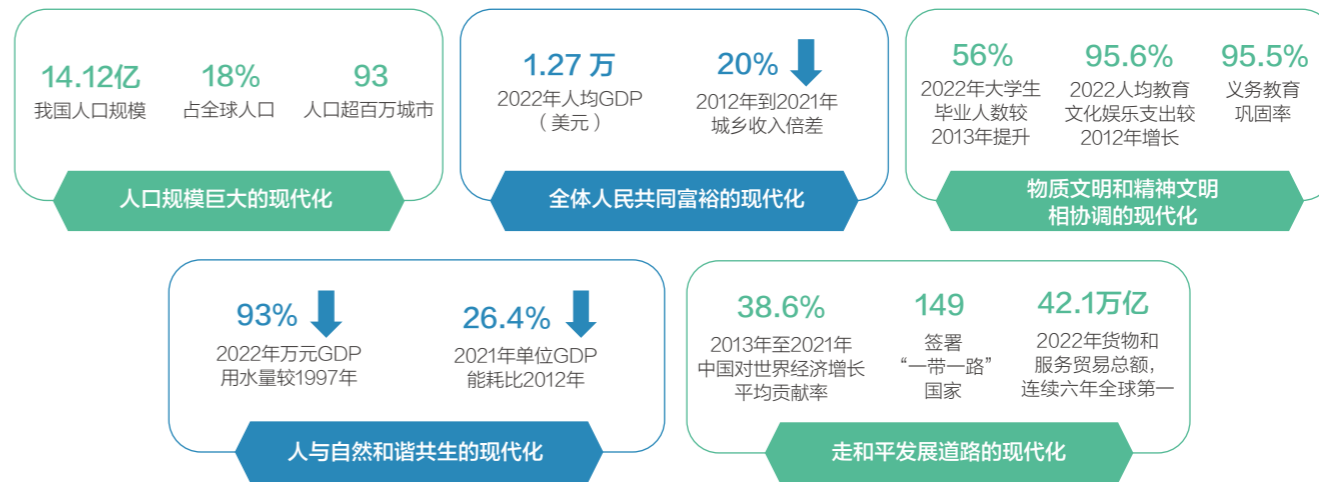 14.12亿
我国人口规模
18%
占全球人口
93
人口超百万城市
人口规模巨大的现代化
1.27 万
2022年人均GDP
（美元）
20%
2012年到2021年
城乡收入倍差
全体人民共同富裕的现代化
56%
2022年大学生
毕业人数较
2013年提升
95.6%
2022人均教育
文化娱乐支出较
2012年增长
95.5%
义务教育
巩固率
物质文明和精神文明
相协调的现代化
93%
2022年万元GDP
用水量较1997年
26.4%
2021年单位GDP
能耗比2012年
人与自然和谐共生的现代化
38.6%
2013年至2021年
中国对世界经济增长
平均贡献率
149
签署
“一带一路”
国家
42.1万亿
2022年货物和
服务贸易总额，
连续六年全球第一
走和平发展道路的现代化